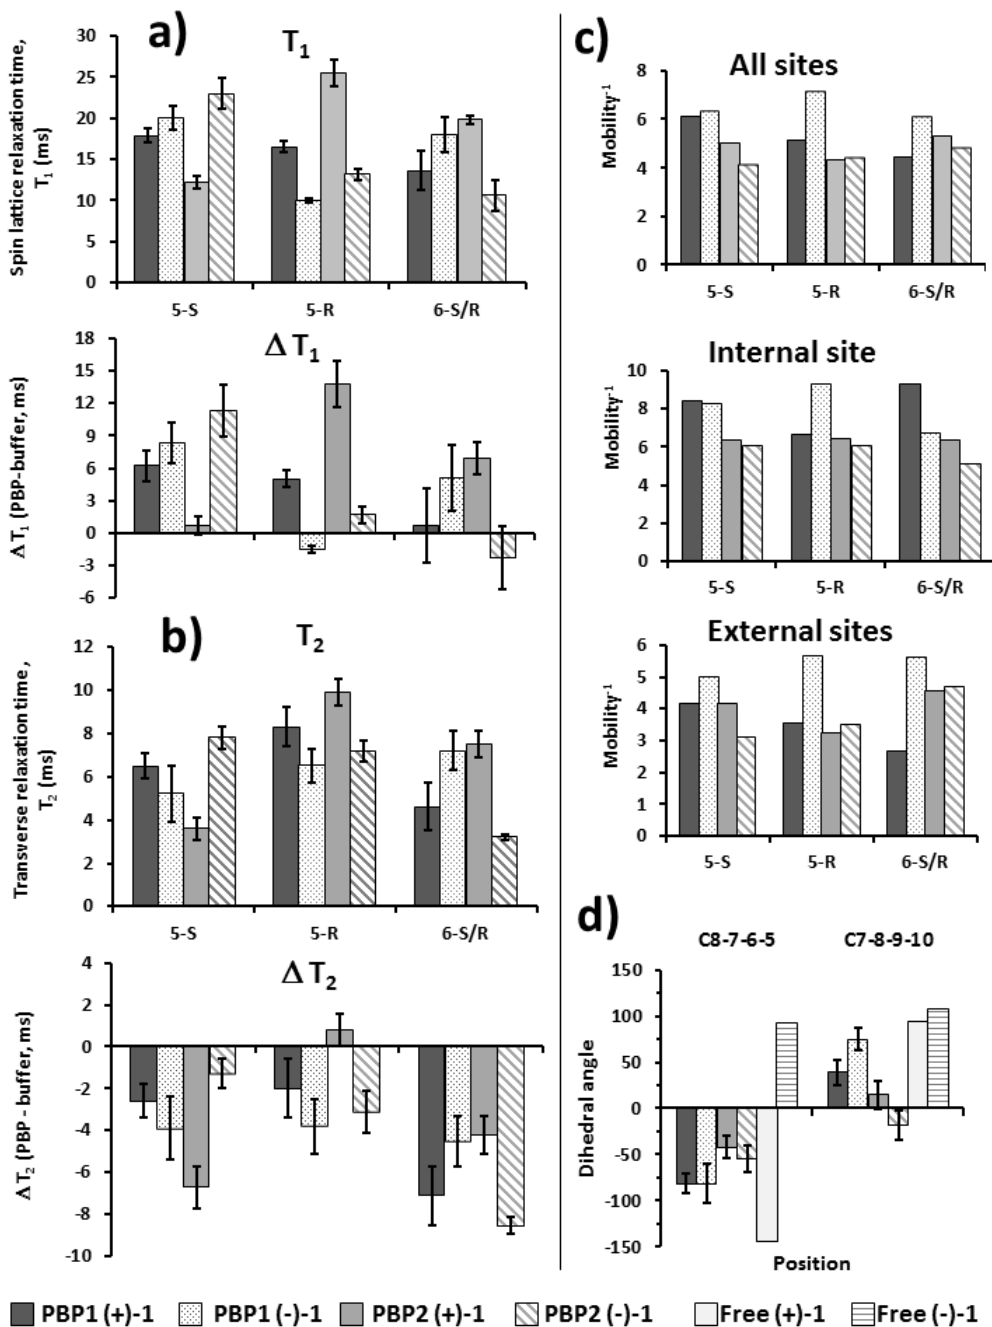 a)
T1
Spin lattice relaxation time, T1 (ms)
30
25
20
15
10
5
0
5-S 5-R 6-S/R
Δ T1
Δ T1 (PBP-buffer, ms)
18
15
12
9
6
3
0
-3
-6
b)
T2
Transverse relaxation time, T2 (ms)
12
10
8
6
4
2
0
5-S 5-R 6-S/R
Δ T2
Δ T2 (PBP - buffer, ms)
4
2
0
-2
-4
-6
-8
-10
c)
All sites
Mobility-1
8
6
4
2
0
5-S 5-R 6-S/R
Internal site
Mobility-1
10
8
6
4
2
0
5-S 5-R 6-S/R
External sites
Mobility-1
6
5
4
3
2
1
0
5-S 5-R 6-S/R
d)
C8-7-6-5 C7-8-9-10
Dihedral angle
150
100
50
0
-50
-100
-150
Position
PBP1 (+)-1 PBP1 (-)-1 PBP2 (+)-1 PBP2 (-)-1 Free (+)-1 Free (-)-1